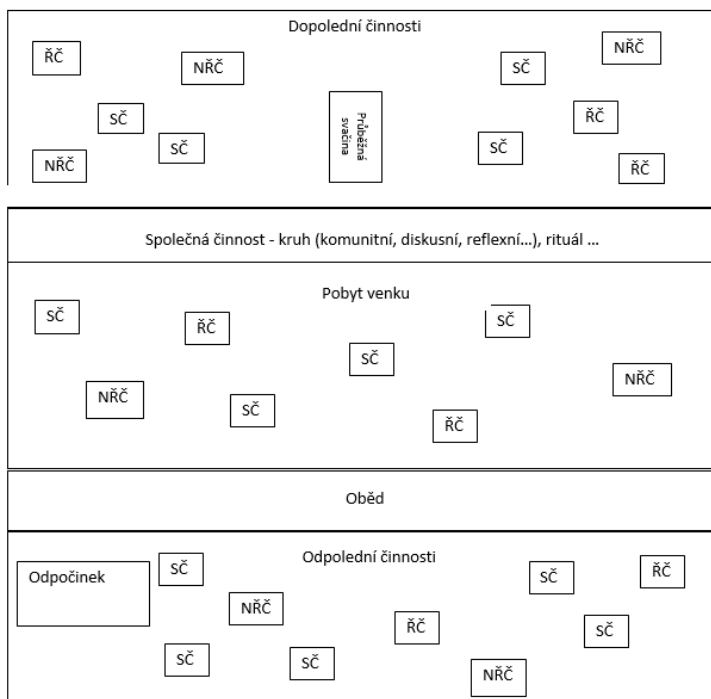 Dopolední činnosti
ŘČ
NŘČ
SČ
NŘČ
SČ
SČ
NŘČ
Průběžná
svačina
SČ
ŘČ
ŘČ
Společná činnost - kruh (komunitní, diskusní, reflexní...), rituál ...
Pobyt venku
SČ
ŘČ
SČ
SČ
NŘČ
SČ
ŘČ
NŘČ
Oběd
Odpolední činnosti
Odpočinek
SČ
NŘČ
SČ
SČ
ŘČ
NŘČ
SČ
ŘČ
SČ